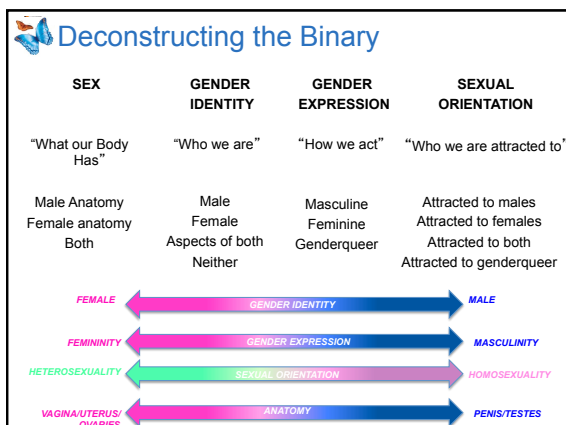 Deconstructing the Binary
SEX
"What our Body
Has"
Male Anatomy
Female anatomy
Both
GENDER
IDENTITY
"Who we are"
Male
Female
Aspects of both
Neither
GENDER
EXPRESSION
"How we act"
Masculine
Feminine
Genderqueer
SEXUAL
ORIENTATION
"Who we are attracted to"
Attracted to males
Attracted to females
Attracted to both
Attracted to genderqueer
FEMALE GENDER IDENTITY MALE
FEMININITY GENDER EXPRESSION MASCULINITY
HETEROSEXUALITY SEXUAL ORIENTATION HOMOSEXUALITY
VAGINA/UTERUS/ ANATOMY PENIS/TESTES
OVARIES